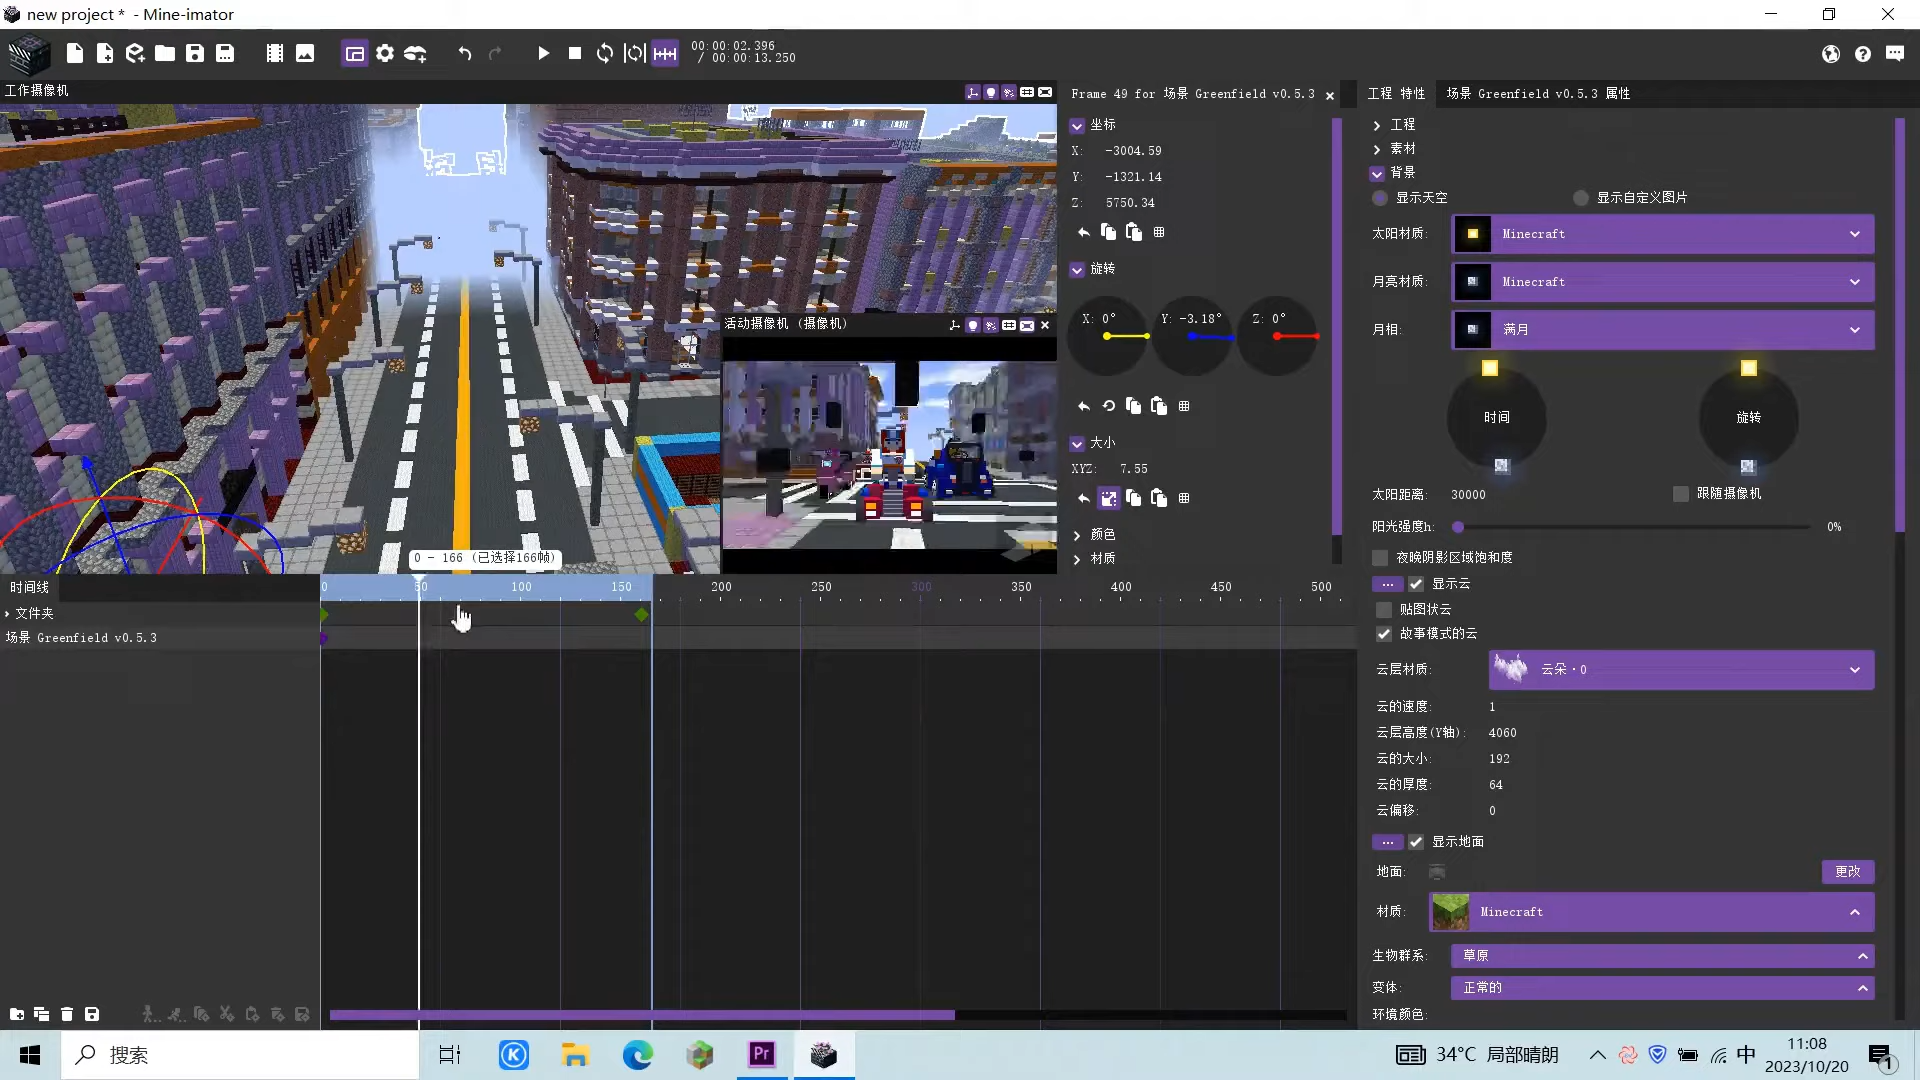 new project * - Mine-imator
00:00:02.396
/ 00:00:13.250
工作摄像机
Frame 49 for 场景 Greenfield v0.5.3
工程 特性
场景 Greenfield v0.5.3 属性
坐标
X: -3004.59
Y: -1321.14
Z: 5750.34
旋转
X: 0°
Y: -3.18°
Z: 0°
大小
XYZ: 7.55
颜色
材质
活动摄像机 (摄像机)
工程
素材
背景
显示天空
显示自定义图片
太阳材质:
Minecraft
月亮材质:
Minecraft
月相:
满月
时间
旋转
太阳距离:
30000
跟随摄像机
阳光强度h:
0%
夜晚阴影区域饱和度
显示云
贴图状云
故事模式的云
云层材质:
云朵·0
云的速度:
1
云层高度(Y轴):
4060
云的大小:
192
云的厚度:
64
云偏移:
0
显示地面
地面:
更改
材质:
Minecraft
生物群系:
草原
变体:
正常的
环境颜色:
0 - 166 (已选择166帧)
时间线
0 50 100 150 200 250 300 350 400 450 500
文件夹
场景 Greenfield v0.5.3
搜索
Pr
34°C 局部晴朗
中
11:08
2023/10/20
1